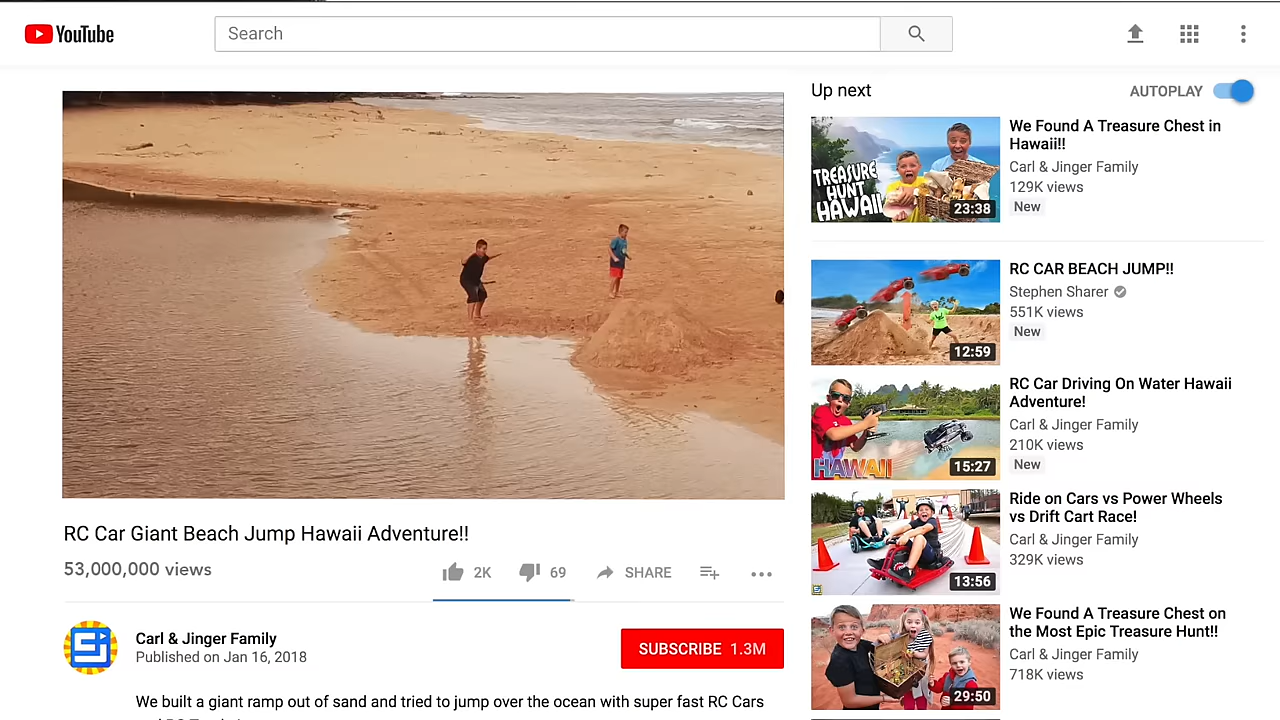 YouTube
Search
Up next
AUTOPLAY
TREASURE
HUNT
HAWAII
23:38
We Found A Treasure Chest in
Hawaii!!
Carl & Jinger Family
129K views
New
12:59
RC CAR BEACH JUMP!!
Stephen Sharer
551K views
New
HAWAII
15:27
RC Car Driving On Water Hawaii
Adventure!
Carl & Jinger Family
210K views
New
13:56
Ride on Cars vs Power Wheels
vs Drift Cart Race!
Carl & Jinger Family
329K views
29:50
We Found A Treasure Chest on
the Most Epic Treasure Hunt!!
Carl & Jinger Family
718K views
RC Car Giant Beach Jump Hawaii Adventure!!
53,000,000 views
2K
69
SHARE
Carl & Jinger Family
Published on Jan 16, 2018
SUBSCRIBE 1.3M
We built a giant ramp out of sand and tried to jump over the ocean with super fast RC Cars